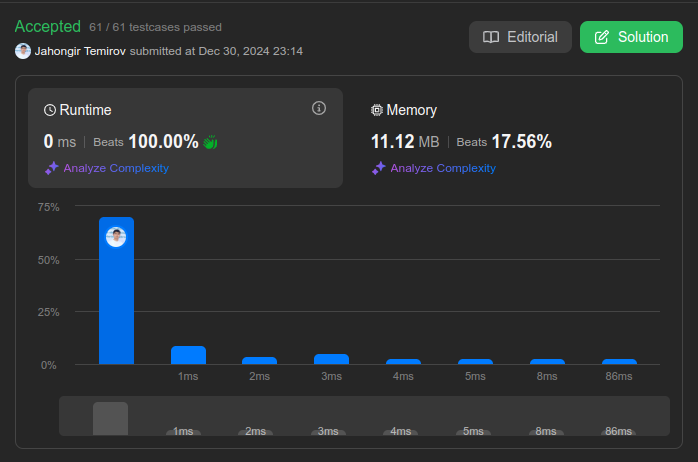 Accepted 61 / 61 testcases passed
Jahongir Temirov submitted at Dec 30, 2024 23:14
Editorial
Solution
Runtime
0 ms | Beats 100.00%
Analyze Complexity
Memory
11.12 MB | Beats 17.56%
Analyze Complexity
75%
50%
25%
0%
1ms 2ms 3ms 4ms 5ms 8ms 86ms
1ms 2ms 3ms 4ms 5ms 8ms 86ms